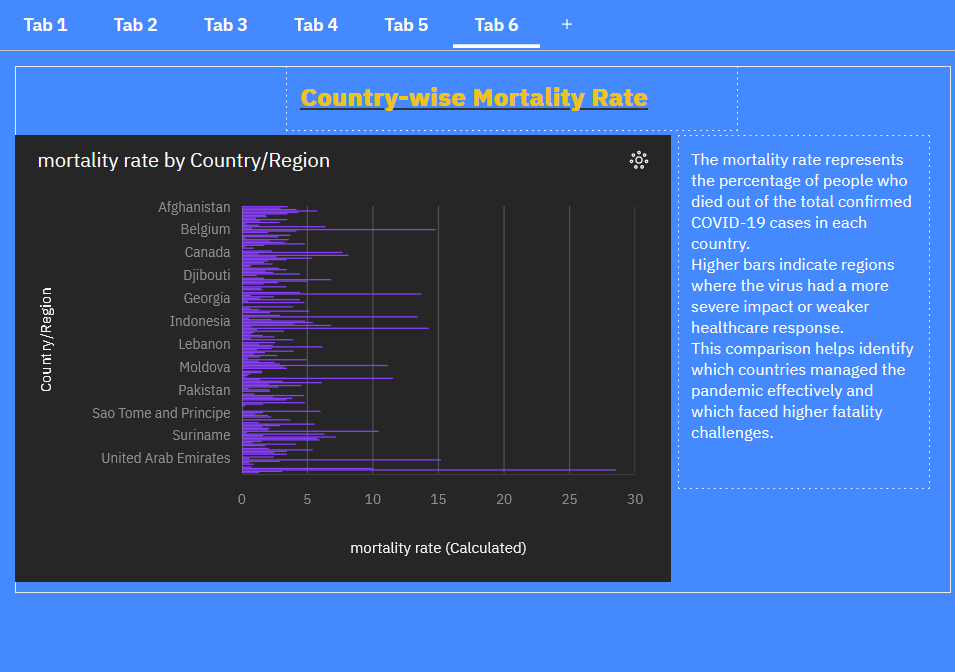 Tab 1 Tab 2 Tab 3 Tab 4 Tab 5 Tab 6 +
Country-wise Mortality Rate
mortality rate by Country/Region
Country/Region
Afghanistan
Belgium
Canada
Djibouti
Georgia
Indonesia
Lebanon
Moldova
Pakistan
Sao Tome and Principe
Suriname
United Arab Emirates
0 5 10 15 20 25 30
mortality rate (Calculated)
The mortality rate represents
the percentage of people who
died out of the total confirmed
COVID-19 cases in each
country.
Higher bars indicate regions
where the virus had a more
severe impact or weaker
healthcare response.
This comparison helps identify
which countries managed the
pandemic effectively and
which faced higher fatality
challenges.